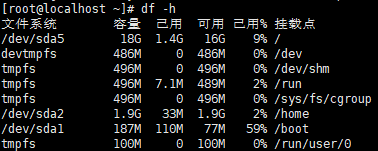 [root@localhost ~]# df -h
文件系统 容量 已用 可用 已用% 挂载点
/dev/sda5 18G 1.4G 16G 9% /
devtmpfs 486M 0 486M 0% /dev
tmpfs 496M 0 496M 0% /dev/shm
tmpfs 496M 7.1M 489M 2% /run
tmpfs 496M 0 496M 0% /sys/fs/cgroup
/dev/sda2 1.9G 33M 1.9G 2% /home
/dev/sda1 187M 110M 77M 59% /boot
tmpfs 100M 0 100M 0% /run/user/0